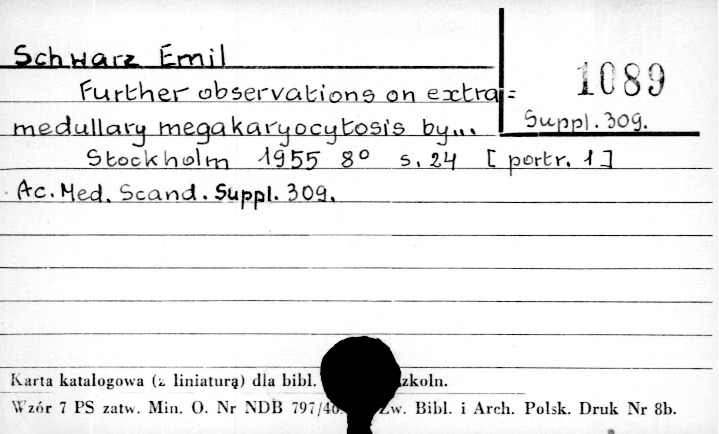 Schwarz Emil
1089
Further observations on extra=
medullary megakaryocytosis by...
Suppl. 309.
Stockholm 1955 8° s. 24 [portr. 1]
Ac. Med. Scand. Suppl. 309.
Karta katalogowa (z liniaturą) dla bibl. zkoln.
Wzór 7 PS zatw. Min. O. Nr NDB 797/46. Zw. Bibl. i Arch. Polsk. Druk Nr 8b.